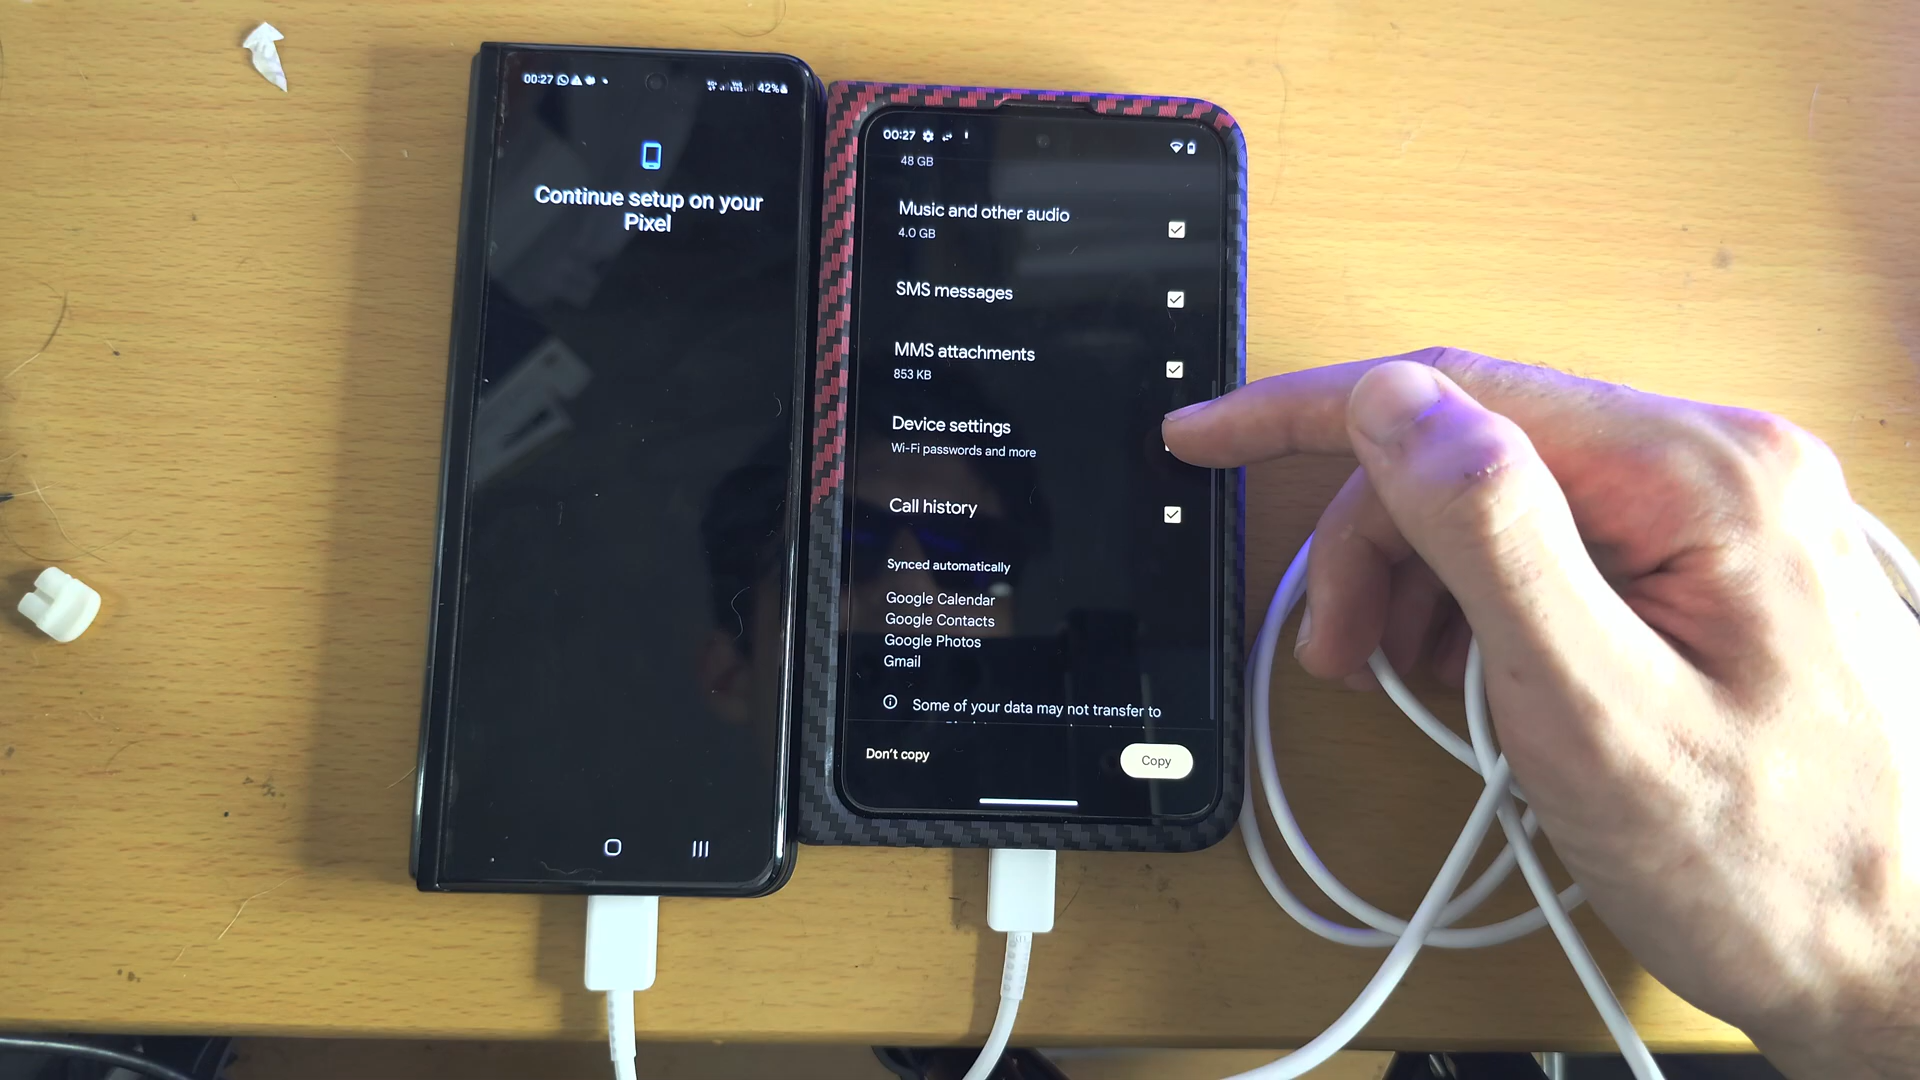 00:27
42%
Continue setup on your
Pixel
00:27
48 GB
Music and other audio
4.0 GB
SMS messages
MMS attachments
853 KB
Device settings
Wi-Fi passwords and more
Call history
Synced automatically
Google Calendar
Google Contacts
Google Photos
Gmail
Some of your data may not transfer to
Don't copy
Copy